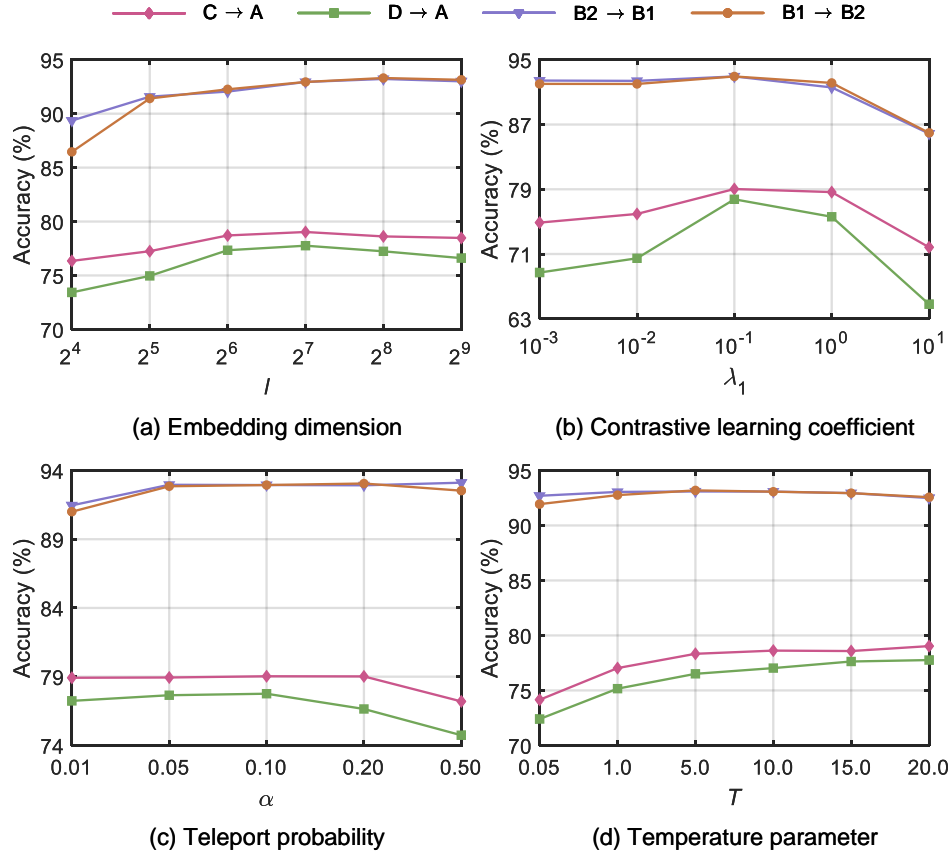 C → A D → A B2 → B1 B1 → B2
95
90
85
80
75
70
Accuracy (%)
2^4 2^5 2^6 2^7 2^8 2^9
l
(a) Embedding dimension
95
87
79
71
63
Accuracy (%)
10^-3 10^-2 10^-1 10^0 10^1
λ_1
(b) Contrastive learning coefficient
94
89
84
79
74
Accuracy (%)
0.01 0.05 0.10 0.20 0.50
α
(c) Teleport probability
95
90
85
80
75
70
Accuracy (%)
0.05 1.0 5.0 10.0 15.0 20.0
T
(d) Temperature parameter